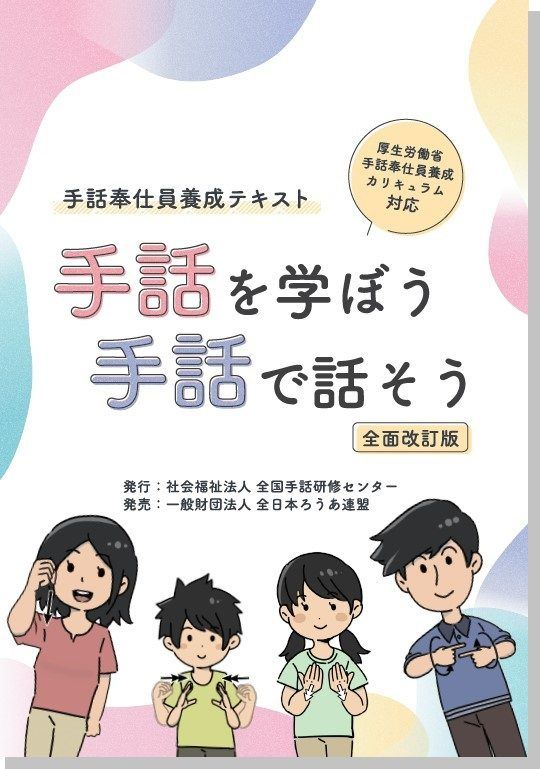 厚生労働省
手話奉仕員養成
カリキュラム
対応
手話奉仕員養成テキスト
手話を学ぼう
手話で話そう
全面改訂版
発行：社会福祉法人 全国手話研修センター
発売：一般財団法人 全日本ろうあ連盟